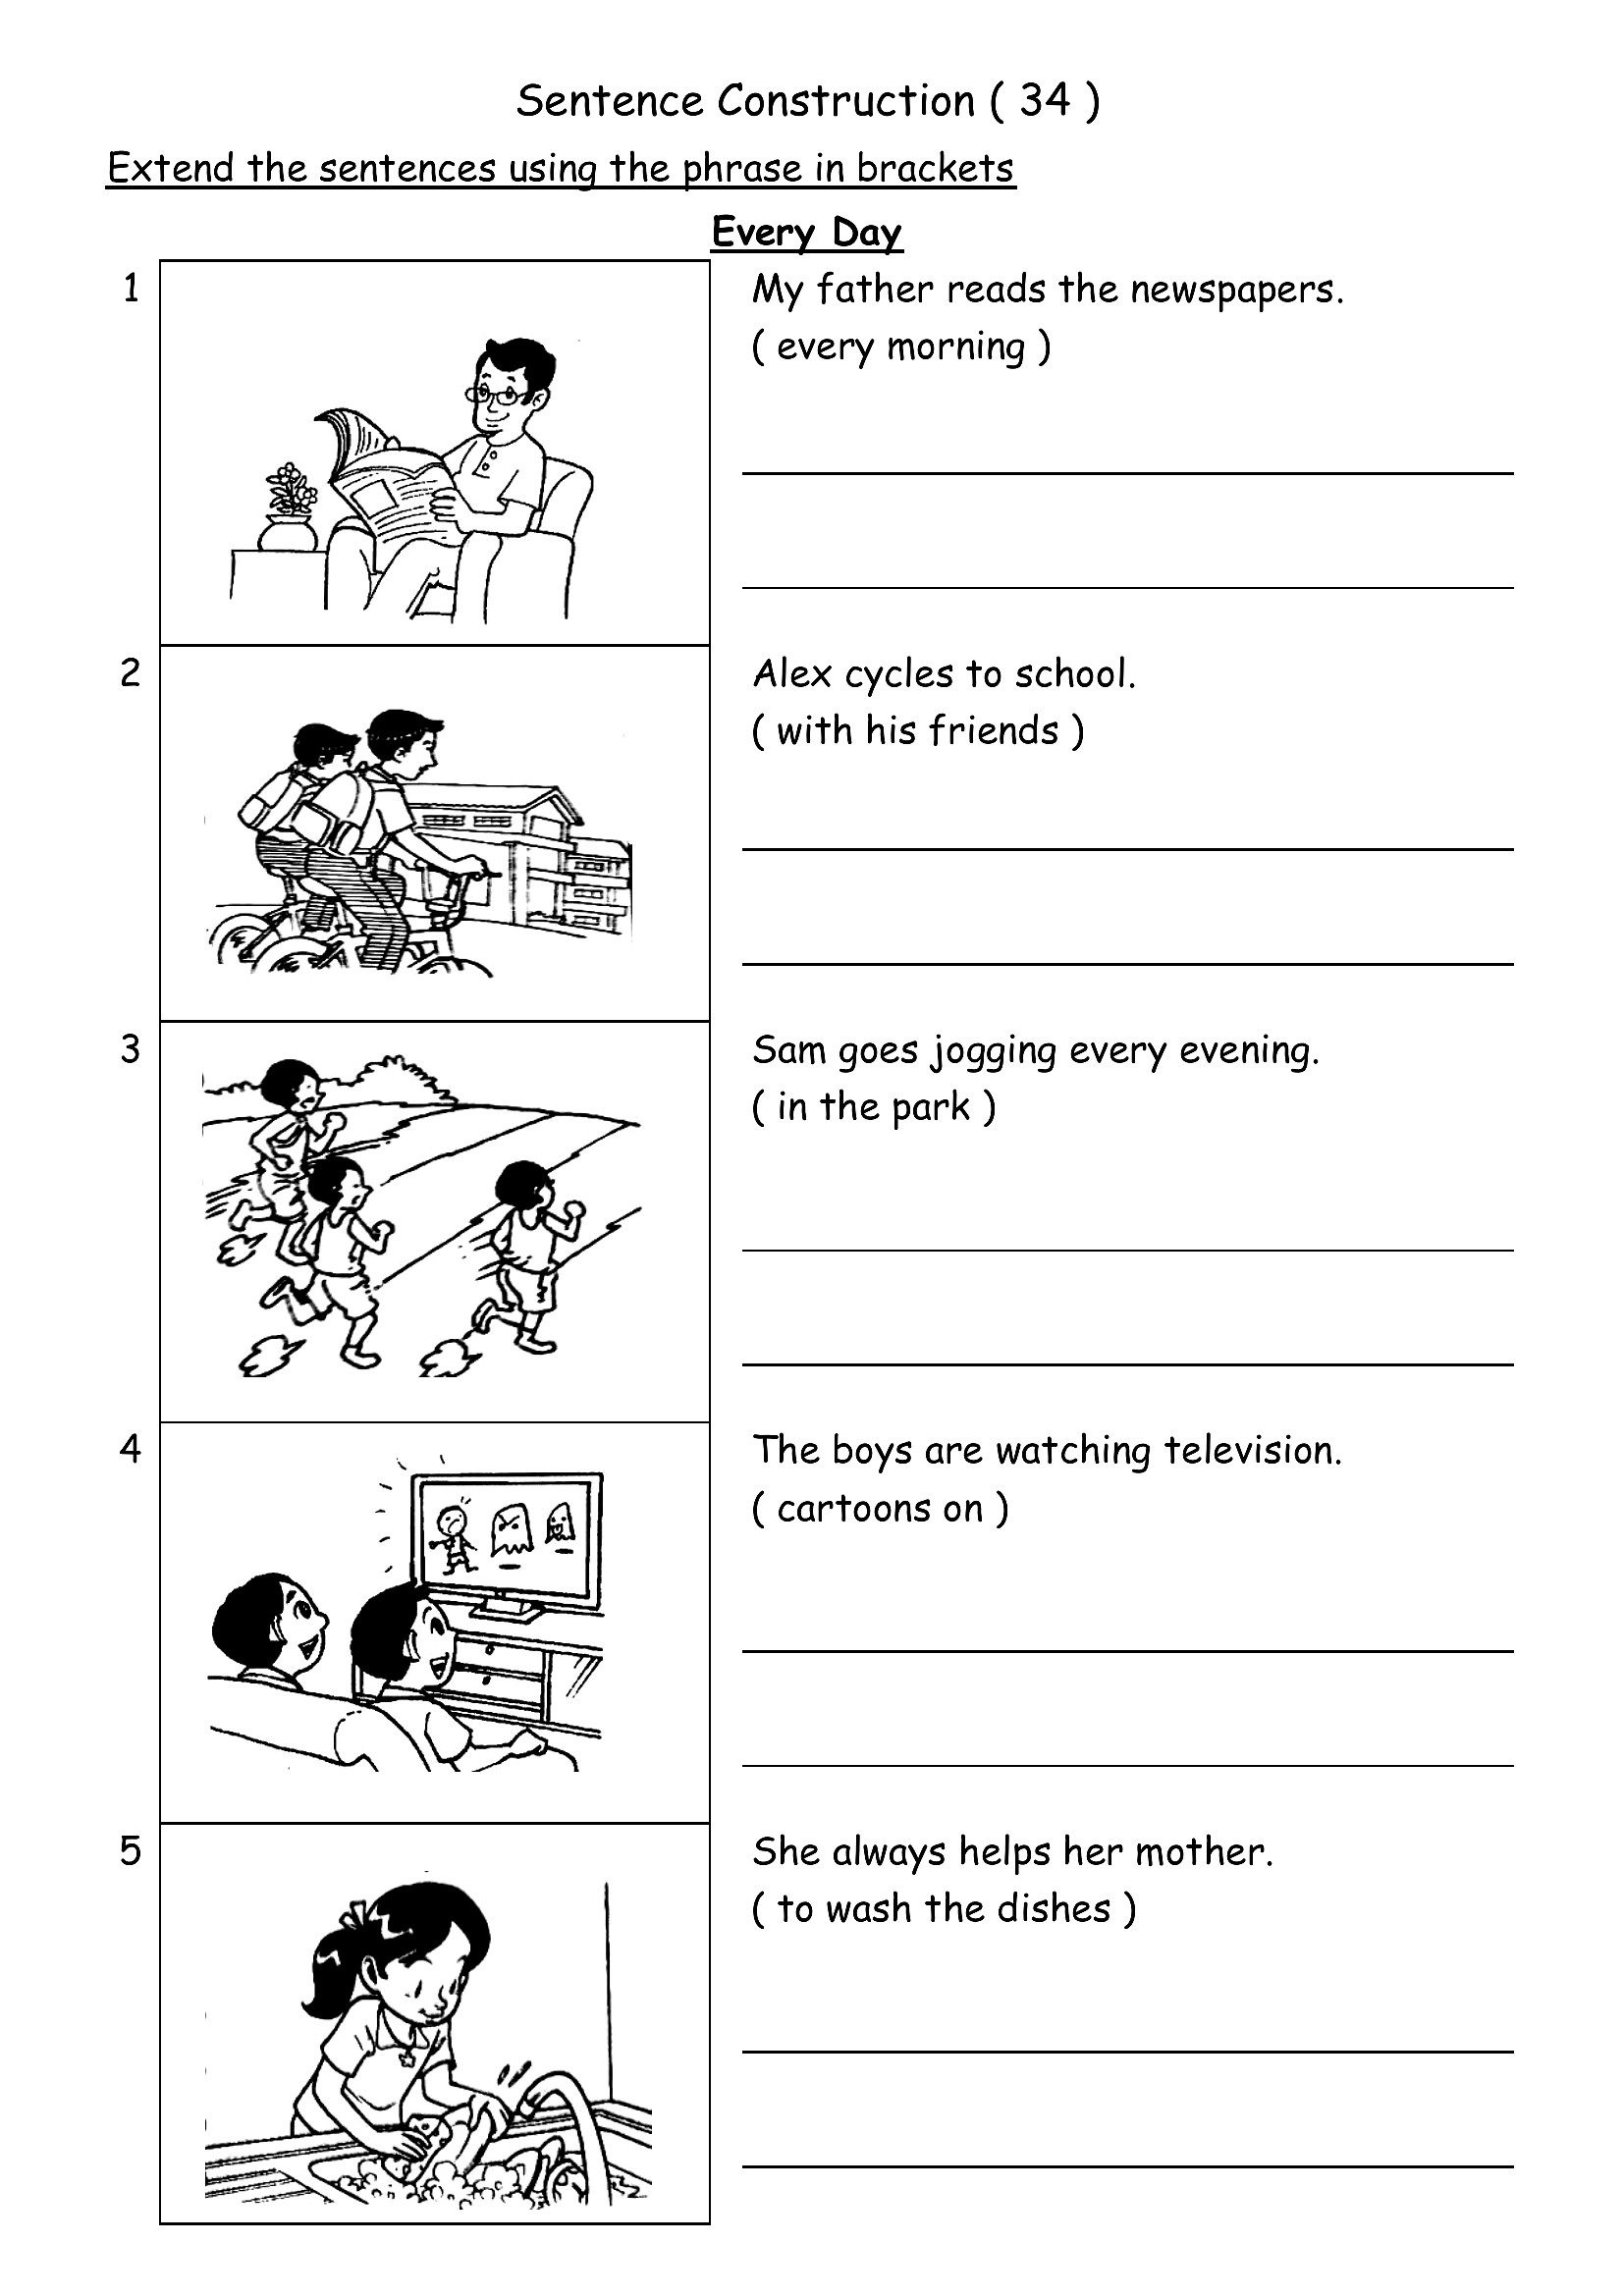 Sentence Construction ( 34 )
Extend the sentences using the phrase in brackets
Every Day
1
My father reads the newspapers.
( every morning )
2
Alex cycles to school.
( with his friends )
3
Sam goes jogging every evening.
( in the park )
4
The boys are watching television.
( cartoons on )
5
She always helps her mother.
( to wash the dishes )